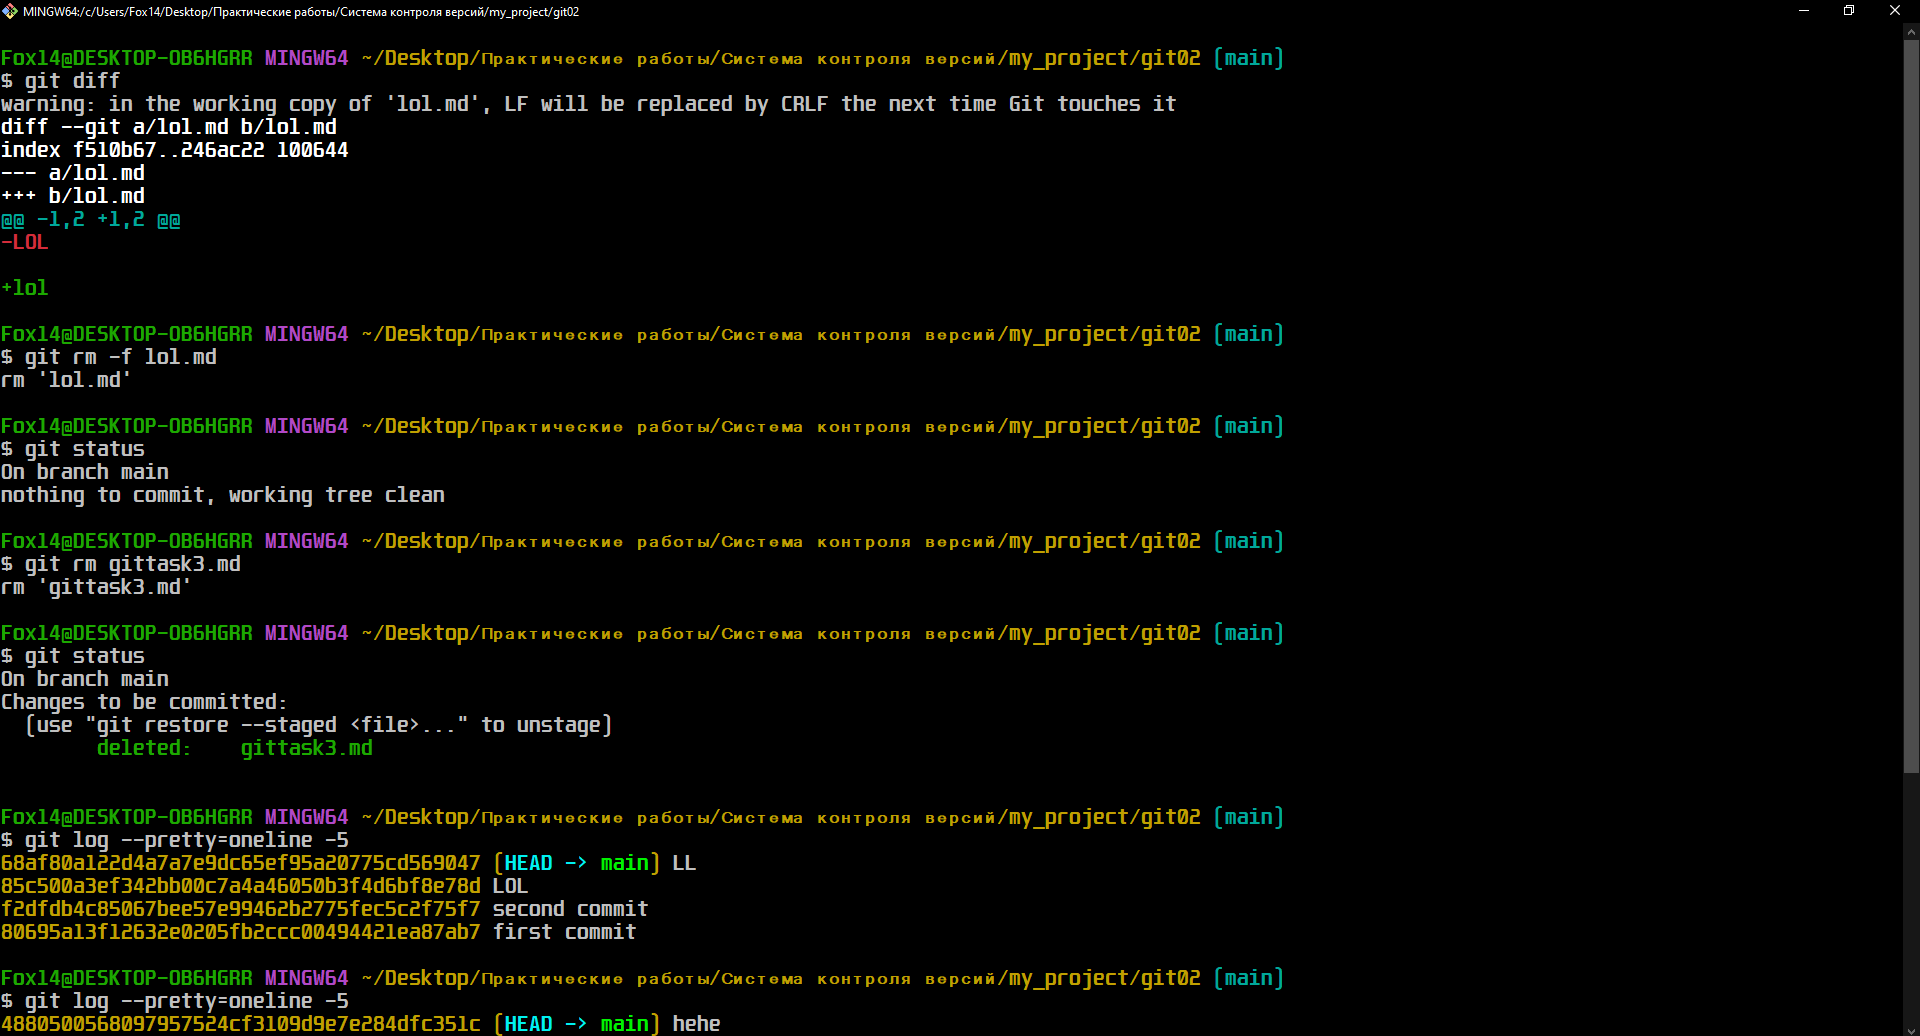 MINGW64:/c/Users/Fox14/Desktop/Практические работы/Система контроля версий/my_project/git02
Fox14@DESKTOP-OB6HGRR MINGW64 ~/Desktop/Практические работы/Система контроля версий/my_project/git02 (main)
$ git diff
warning: in the working copy of 'lol.md', LF will be replaced by CRLF the next time Git touches it
diff --git a/lol.md b/lol.md
index f510b67..246ac22 100644
--- a/lol.md
+++ b/lol.md
@@ -1,2 +1,2 @@
-LOL
+lol
Fox14@DESKTOP-OB6HGRR MINGW64 ~/Desktop/Практические работы/Система контроля версий/my_project/git02 (main)
$ git rm -f lol.md
rm 'lol.md'
Fox14@DESKTOP-OB6HGRR MINGW64 ~/Desktop/Практические работы/Система контроля версий/my_project/git02 (main)
$ git status
On branch main
nothing to commit, working tree clean
Fox14@DESKTOP-OB6HGRR MINGW64 ~/Desktop/Практические работы/Система контроля версий/my_project/git02 (main)
$ git rm gittask3.md
rm 'gittask3.md'
Fox14@DESKTOP-OB6HGRR MINGW64 ~/Desktop/Практические работы/Система контроля версий/my_project/git02 (main)
$ git status
On branch main
Changes to be committed:
  (use "git restore --staged <file>..." to unstage)
        deleted:    gittask3.md
Fox14@DESKTOP-OB6HGRR MINGW64 ~/Desktop/Практические работы/Система контроля версий/my_project/git02 (main)
$ git log --pretty=oneline -5
68af80a122d4a7a7e9dc65ef95a20775cd569047 (HEAD -> main) LL
85c500a3ef342bb00c7a4a46050b3f4d6bf8e78d LOL
f2dfdb4c85067bee57e99462b2775fec5c2f75f7 second commit
80695a13f12632e0205fb2ccc00494421ea87ab7 first commit
Fox14@DESKTOP-OB6HGRR MINGW64 ~/Desktop/Практические работы/Система контроля версий/my_project/git02 (main)
$ git log --pretty=oneline -5
4880500568097957524cf3109d9e7e284dfc351c (HEAD -> main) hehe